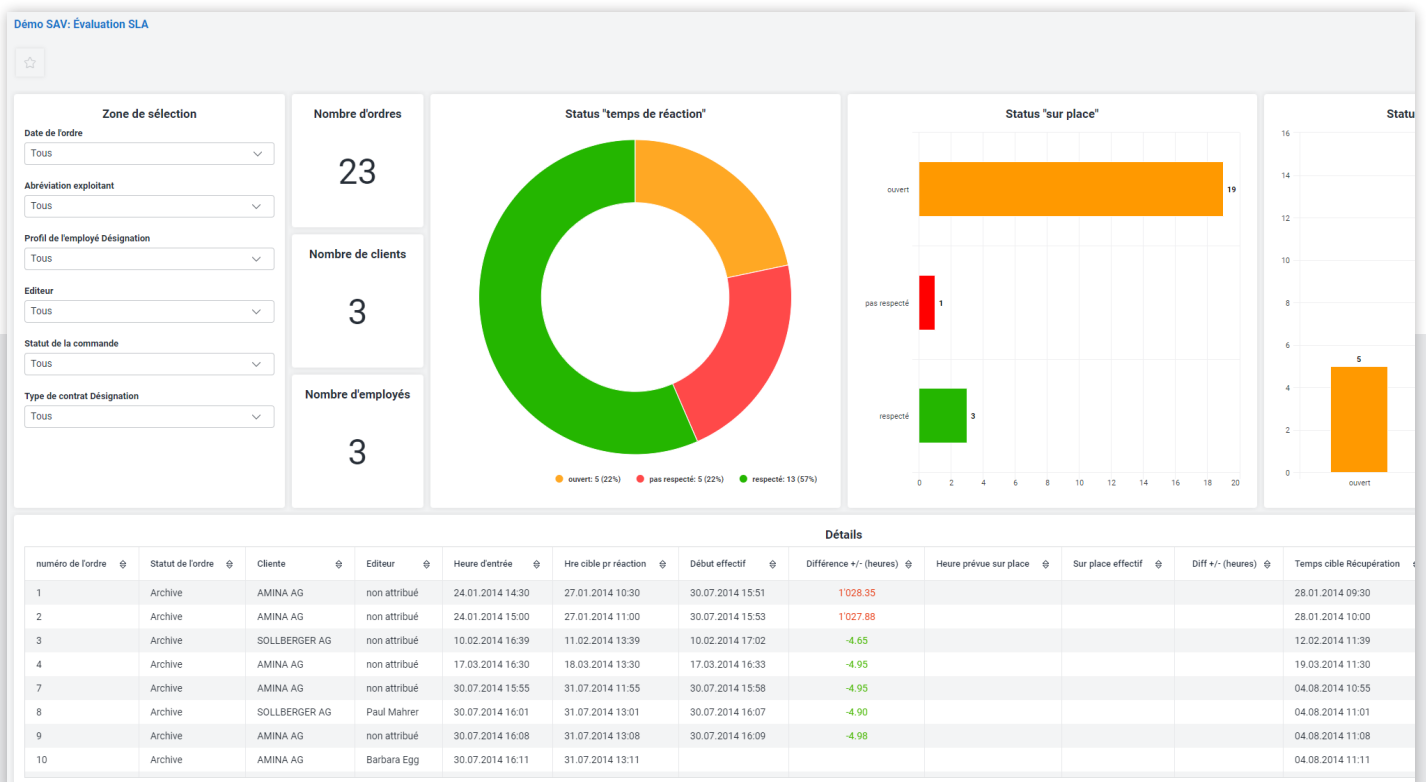 Démo SAV: Évaluation SLA
Zone de sélection
Date de l'ordre
Tous
Abréviation exploitant
Tous
Profil de l'employé Désignation
Tous
Editeur
Tous
Statut de la commande
Tous
Type de contrat Désignation
Tous
Nombre d'ordres
23
Nombre de clients
3
Nombre d'employés
3
Status "temps de réaction"
ouvert: 5 (22%) pas respecté: 5 (22%) respecté: 13 (57%)
Status "sur place"
ouvert 19
pas respecté 1
respecté 3
0 2 4 6 8 10 12 14 16 18 20
Statu
16
14
12
10
8
6
4
2
0
5
ouvert
Détails
numéro de l'ordre Statut de l'ordre Cliente Editeur Heure d'entrée Hre cible pr réaction Début effectif Différence +/- (heures) Heure prévue sur place Sur place effectif Diff +/- (heures) Temps cible Récupération
1 Archive AMINA AG non attribué 24.01.2014 14:30 27.01.2014 10:30 30.07.2014 15:51 1'028.35 28.01.2014 09:30
2 Archive AMINA AG non attribué 24.01.2014 15:00 27.01.2014 11:00 30.07.2014 15:53 1'027.88 28.01.2014 10:00
3 Archive SOLLBERGER AG non attribué 10.02.2014 16:39 11.02.2014 13:39 10.02.2014 17:02 -4.65 12.02.2014 11:39
4 Archive AMINA AG non attribué 17.03.2014 16:30 18.03.2014 13:30 17.03.2014 16:33 -4.95 19.03.2014 11:30
7 Archive AMINA AG non attribué 30.07.2014 15:55 31.07.2014 11:55 30.07.2014 15:58 -4.95 04.08.2014 10:55
8 Archive SOLLBERGER AG Paul Mahrer 30.07.2014 16:01 31.07.2014 13:01 30.07.2014 16:07 -4.90 04.08.2014 11:01
9 Archive AMINA AG non attribué 30.07.2014 16:08 31.07.2014 13:08 30.07.2014 16:09 -4.98 04.08.2014 11:08
10 Archive AMINA AG Barbara Egg 30.07.2014 16:11 31.07.2014 13:11 04.08.2014 11:11